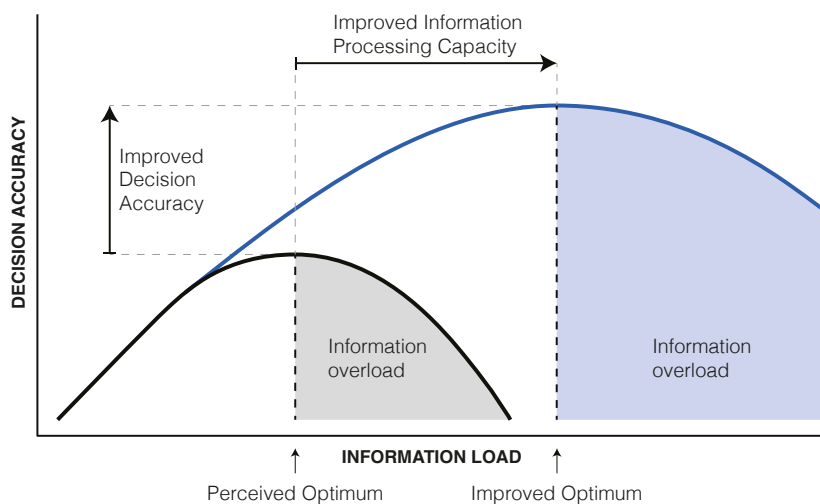 Improved Information
Processing Capacity
Improved
Decision
Accuracy
DECISION ACCURACY
Information
overload
Information
overload
INFORMATION LOAD
Perceived Optimum
Improved Optimum